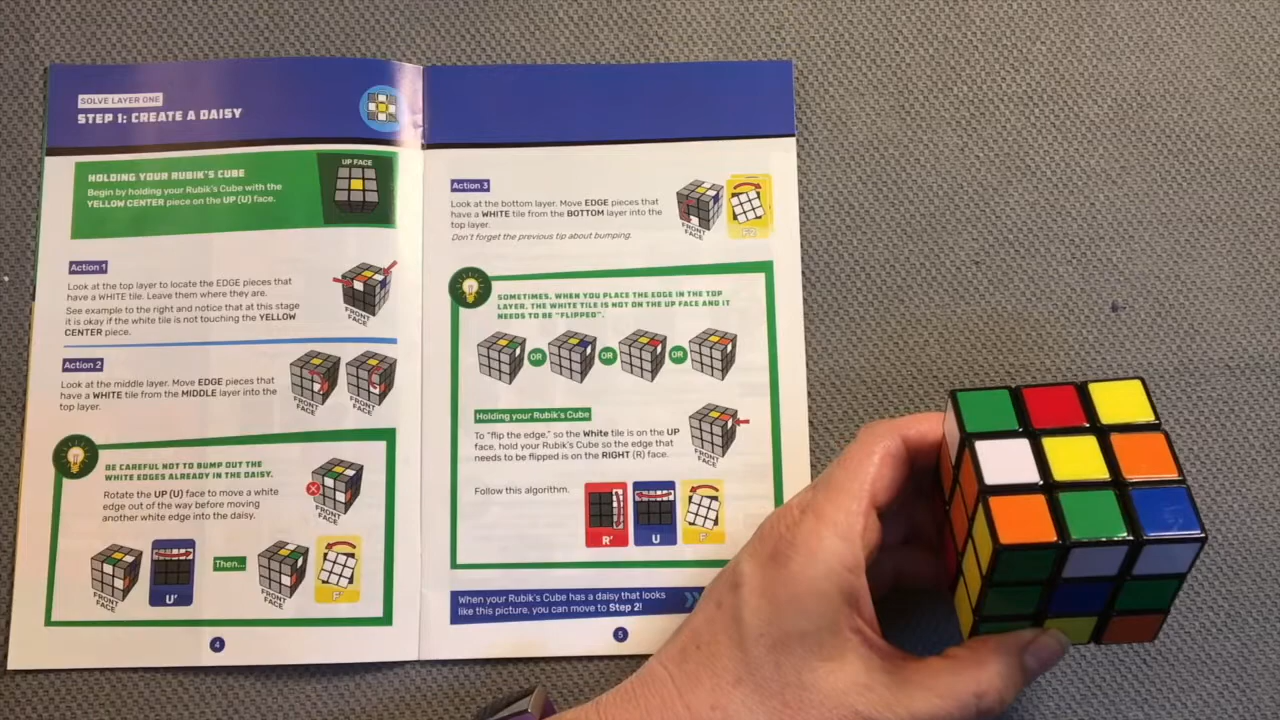 SOLVE LAYER ONE
STEP 1: CREATE A DAISY
HOLDING YOUR RUBIK'S CUBE
Begin by holding your Rubik's Cube with the
YELLOW CENTER piece on the UP (U) face.
UP FACE
Action 1
Look at the top layer to locate the EDGE pieces that
have a WHITE tile. Leave them where they are.
See example to the right and notice that at this stage
it is okay if the white tile is not touching the YELLOW
CENTER piece.
FRONT
FACE
Action 2
Look at the middle layer. Move EDGE pieces that
have a WHITE tile from the MIDDLE layer into the
top layer.
FRONT
FACE
FRONT
FACE
BE CAREFUL NOT TO BUMP OUT THE
WHITE EDGES ALREADY IN THE DAISY.
Rotate the UP (U) face to move a white
edge out of the way before moving
another white edge into the daisy.
FRONT
FACE
FRONT
FACE
U'
Then...
FRONT
FACE
F'
4
Action 3
Look at the bottom layer. Move EDGE pieces that
have a WHITE tile from the BOTTOM layer into the
top layer.
Don't forget the previous tip about bumping.
FRONT
FACE
F2
SOMETIMES, WHEN YOU PLACE THE EDGE IN THE TOP
LAYER, THE WHITE TILE IS NOT ON THE UP FACE AND IT
NEEDS TO BE "FLIPPED".
OR
OR
OR
Holding your Rubik's Cube
To "flip the edge," so the White tile is on the UP
face, hold your Rubik's Cube so the edge that
needs to be flipped is on the RIGHT (R) face.
FRONT
FACE
Follow this algorithm.
R'
U
F'
When your Rubik's Cube has a daisy that looks
like this picture, you can move to Step 2!
5